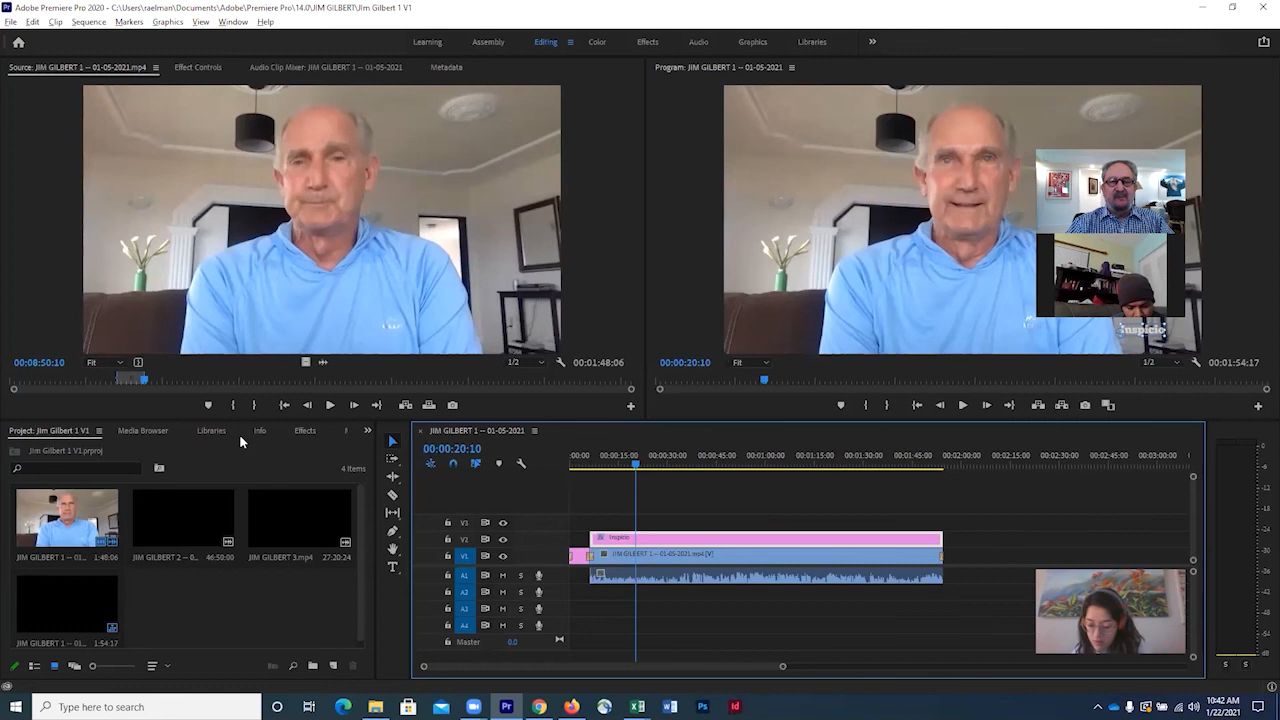 Adobe Premiere Pro 2020 - C:\Users\raelman\Documents\Adobe\Premiere Pro\14.0\JIM GILBERT\JIm Gilbert 1 V1
File Edit Clip Sequence Markers Graphics View Window Help
Learning Assembly Editing Color Effects Audio Graphics Libraries
Source: JIM GILBERT 1 -- 01-05-2021.mp4 Effect Controls Audio Clip Mixer: JIM GILBERT 1 -- 01-05-2021 Metadata
Program: JIM GILBERT 1 -- 01-05-2021
Inspicio
00:08:50:10 Fit 1/2 00:01:48:06
00:00:20:10 Fit 1/2 00:01:54:17
Project: JIm Gilbert 1 V1 Media Browser Libraries Info Effects
JIm Gilbert 1 V1.prproj
4 Items
JIM GILBERT 1 -- 01... 1:48:06
JIM GILBERT 2 -- 0... 46:50:00
JIM GILBERT 3.mp4 27:20:24
JIM GILBERT 1 -- 01... 1:54:17
JIM GILBERT 1 -- 01-05-2021
00:00:20:10
:00:00 00:00:15:00 00:00:30:00 00:00:45:00 00:01:00:00 00:01:15:00 00:01:30:00 00:01:45:00 00:02:00:00 00:02:15:00 00:02:30:00 00:02:45:00 00:03:00:00
V3
V2 Inspicio
V1 JIM GILBERT 1 -- 01-05-2021.mp4 [V]
A1 M S
A2 M S
A3 M S
A4 M S
Master 0.0
S S
Type here to search
10:42 AM
1/22/2021